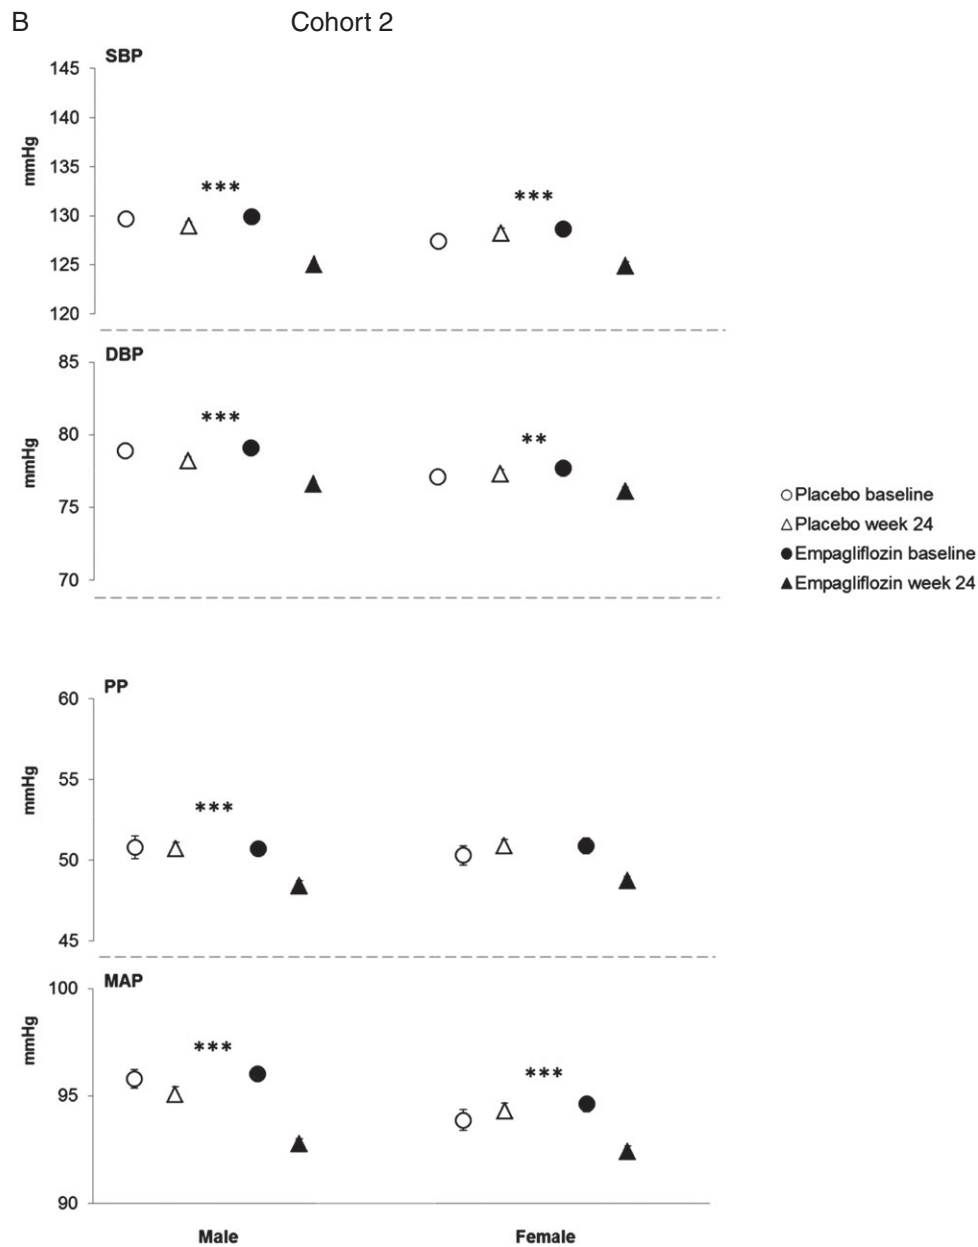 B
Cohort 2
SBP
145
140
135
130
125
120
mmHg
***
***
DBP
85
80
75
70
mmHg
***
**
○ Placebo baseline
△ Placebo week 24
● Empagliflozin baseline
▲ Empagliflozin week 24
PP
60
55
50
45
mmHg
***
MAP
100
95
90
mmHg
***
***
Male
Female